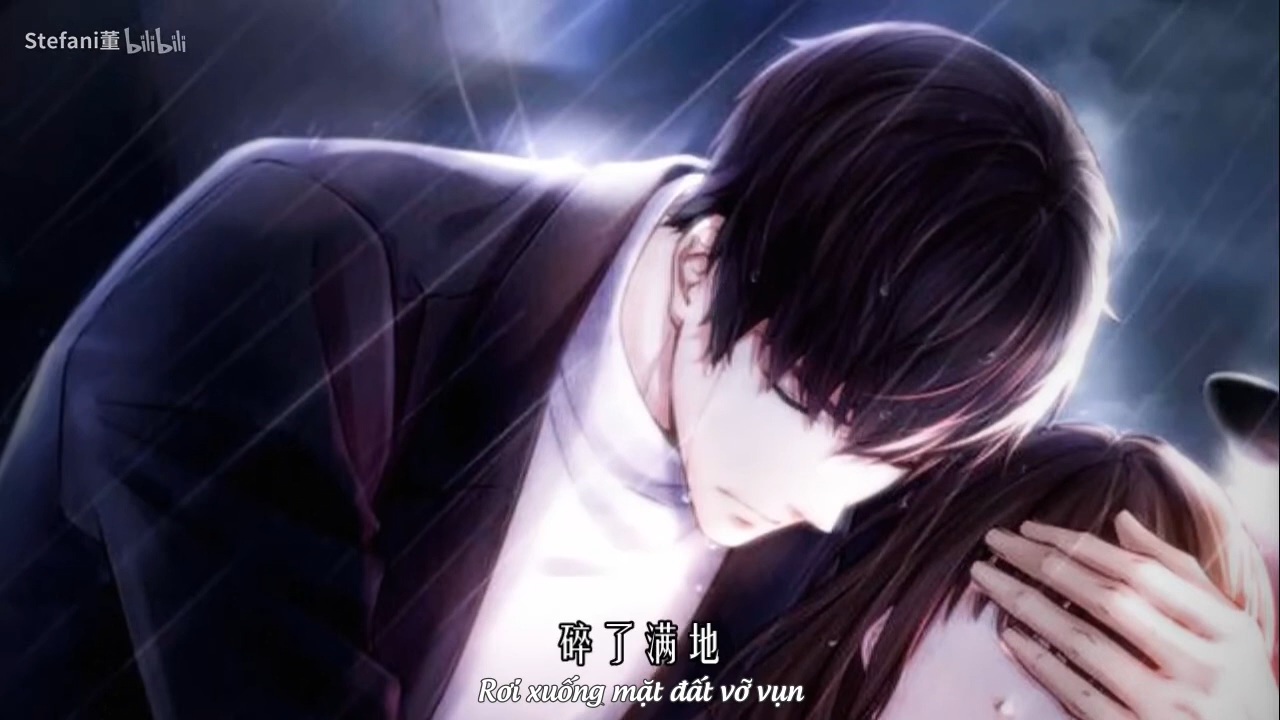 Stefani董 bilibili
碎了满地
Rơi xuống mặt đất vỡ vụn